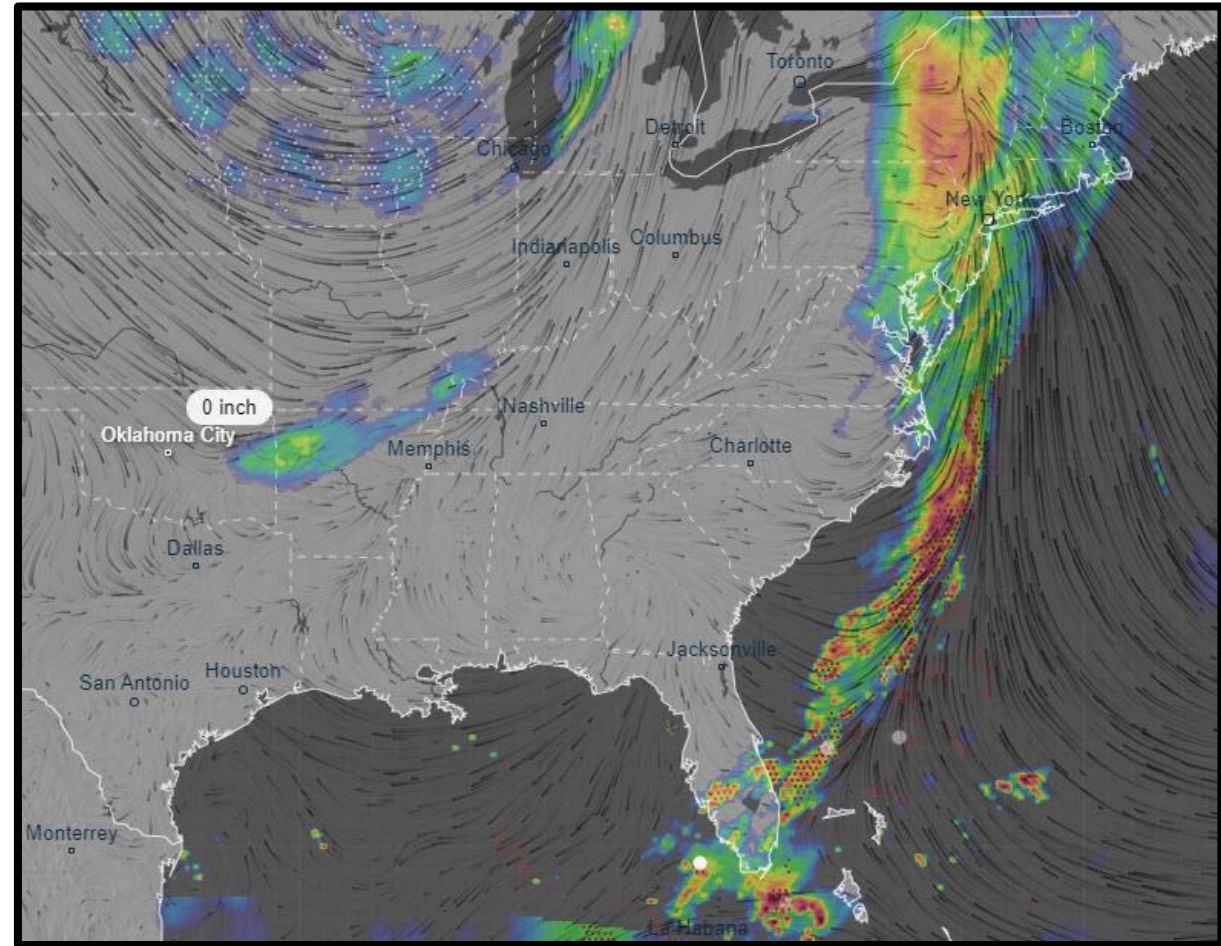 Toronto
Detroit
Boston
Chicago
New York
Indianapolis
Columbus
0 inch
Nashville
Oklahoma City
Memphis
Charlotte
Dallas
Jacksonville
Houston
San Antonio
Monterrey
La Habana